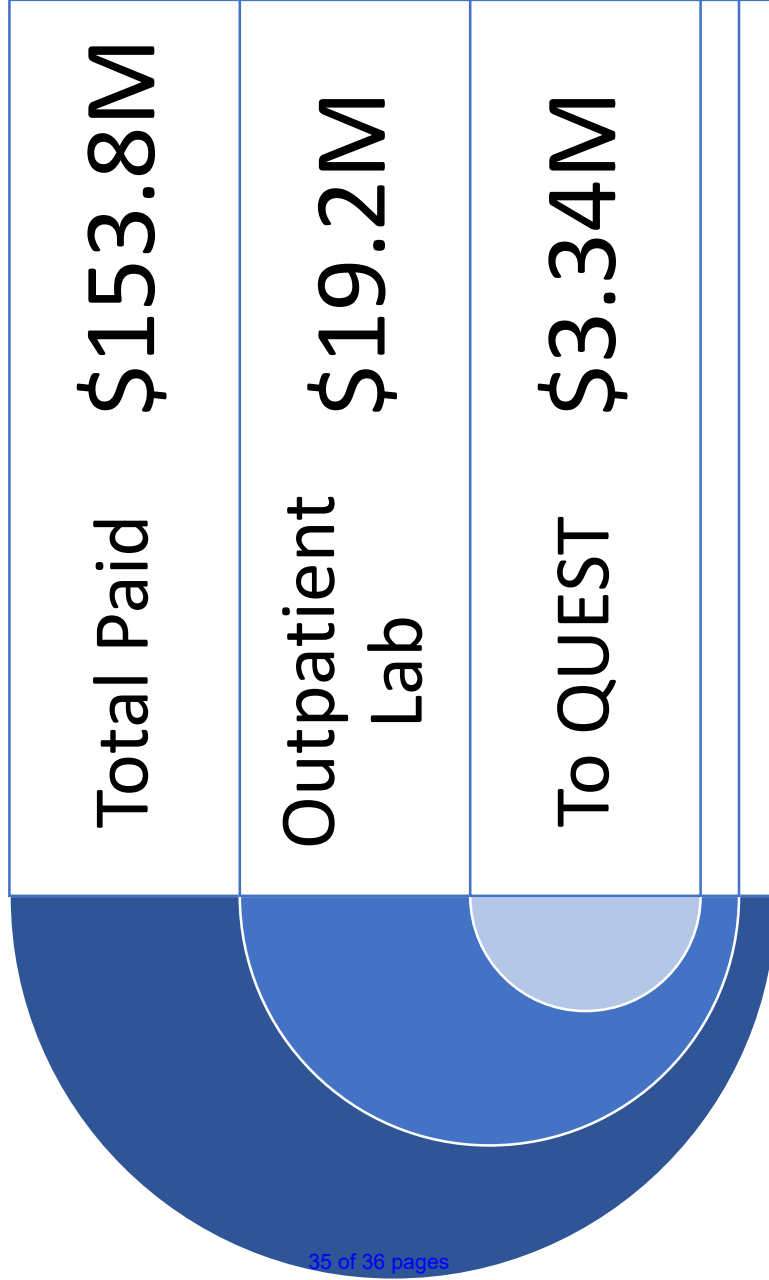 Total Paid $153.8M
Outpatient
Lab
$19.2M
To QUEST $3.34M
35 of 36 pages